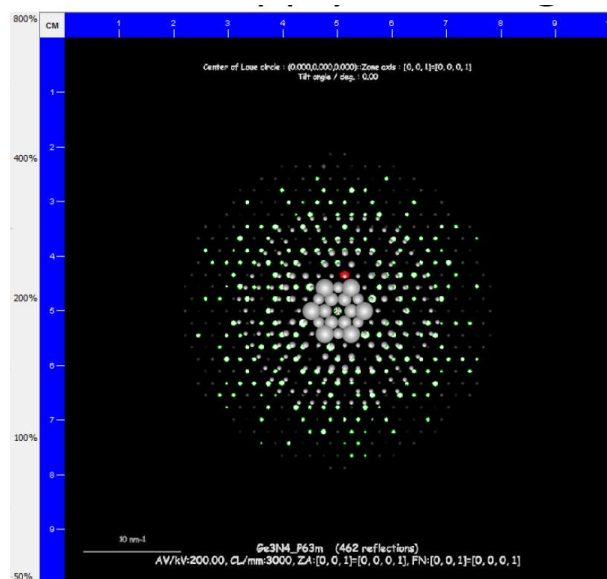 800% CM 1 2 3 4 5 6 7 8 9 10
Center of Laue circle : (0.000,0.000,0.000)::Zone axis : [0, 0, 1]=[0, 0, 0, 1]
Tilt angle / deg. : 0.00
1
2
400%
3
4
200%
5
6
7
100%
8
9
10 nm-1
Ge3N4_P63m (462 reflections)
AV/kV:200.00, CL/mm:3000, ZA:[0, 0, 1]=[0, 0, 0, 1], FN:[0, 0, 1]=[0, 0, 0, 1]
50%